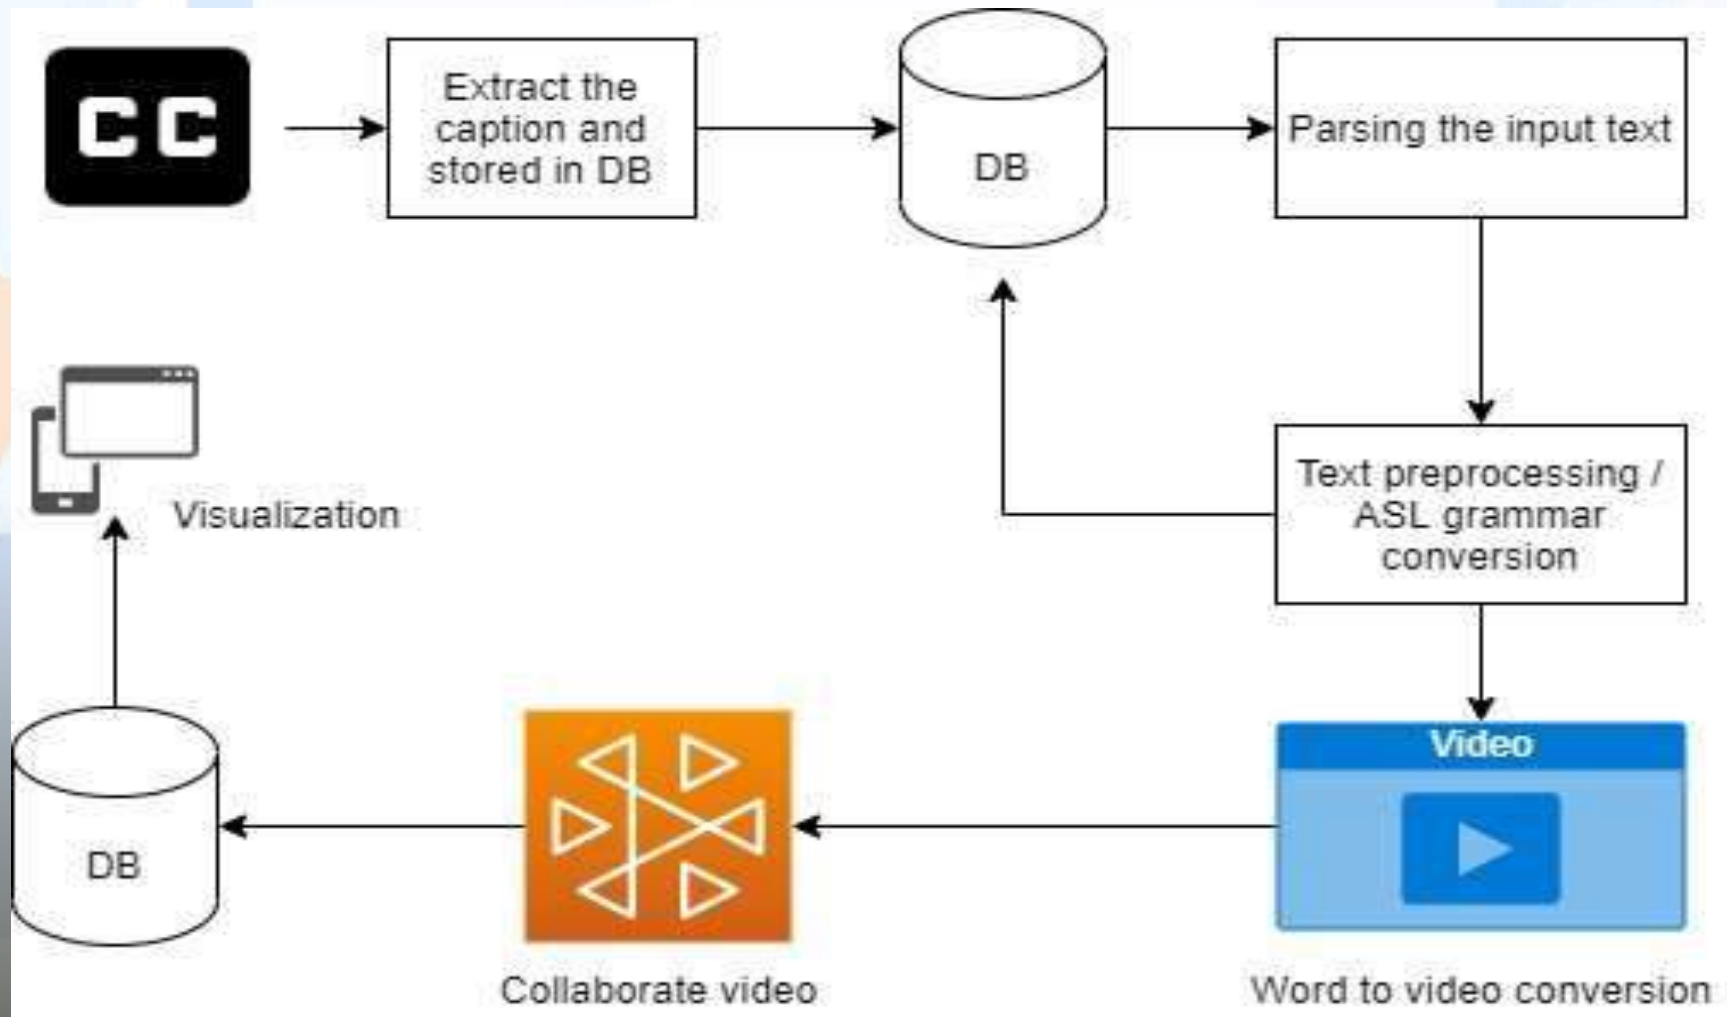 CC
Extract the
caption and
stored in DB
DB
Parsing the input text
Text preprocessing /
ASL grammar
conversion
Visualization
Video
DB
Collaborate video
Word to video conversion